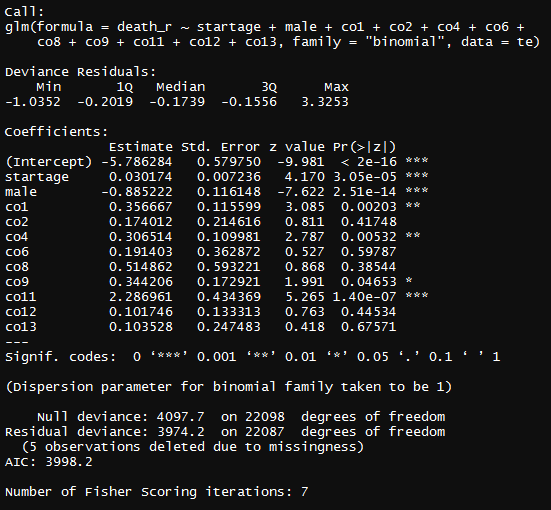 Call:
glm(formula = death_r ~ startage + male + co1 + co2 + co4 + co6 +
    co8 + co9 + co11 + co12 + co13, family = "binomial", data = te)

Deviance Residuals:
    Min       1Q   Median       3Q      Max
-1.0352  -0.2019  -0.1739  -0.1556   3.3253

Coefficients:
             Estimate Std. Error z value Pr(>|z|)
(Intercept) -5.786284   0.579750  -9.981  < 2e-16 ***
startage     0.030174   0.007236   4.170 3.05e-05 ***
male        -0.885222   0.116148  -7.622 2.51e-14 ***
co1          0.356667   0.115599   3.085  0.00203 **
co2          0.174012   0.214616   0.811  0.41748
co4          0.306514   0.109981   2.787  0.00532 **
co6          0.191403   0.362872   0.527  0.59787
co8          0.514862   0.593221   0.868  0.38544
co9          0.344206   0.172921   1.991  0.04653 *
co11         2.286961   0.434369   5.265 1.40e-07 ***
co12         0.101746   0.133313   0.763  0.44534
co13         0.103528   0.247483   0.418  0.67571
---
Signif. codes:  0 ‘***’ 0.001 ‘**’ 0.01 ‘*’ 0.05 ‘.’ 0.1 ‘ ’ 1

(Dispersion parameter for binomial family taken to be 1)

    Null deviance: 4097.7  on 22098  degrees of freedom
Residual deviance: 3974.2  on 22087  degrees of freedom
  (5 observations deleted due to missingness)
AIC: 3998.2

Number of Fisher Scoring iterations: 7